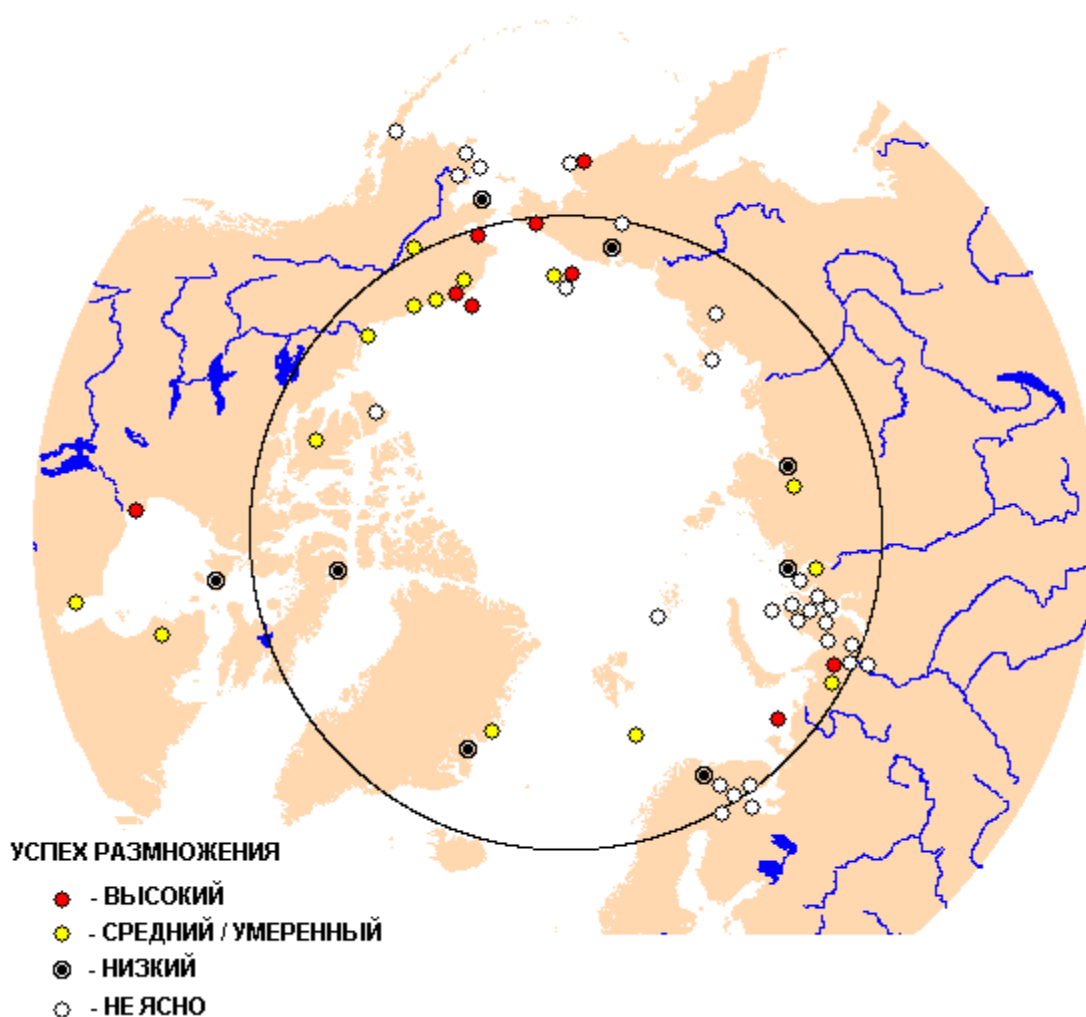 УСПЕХ РАЗМНОЖЕНИЯ
- ВЫСОКИЙ
- СРЕДНИЙ / УМЕРЕННЫЙ
- НИЗКИЙ
- НЕ ЯСНО